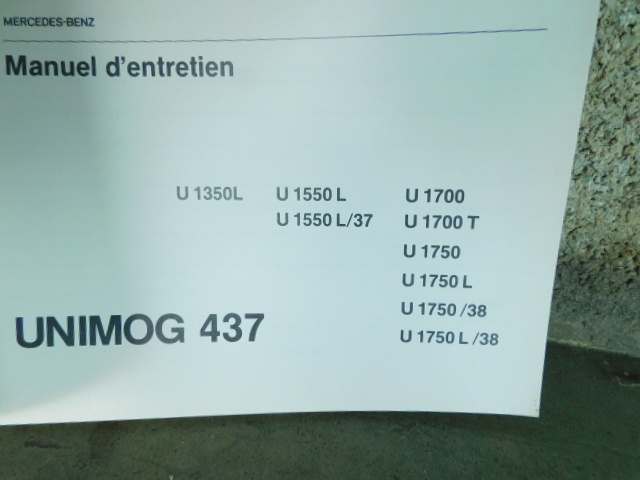 MERCEDES-BENZ
Manuel d'entretien
U 1350L U 1550 L U 1700
U 1550 L/37 U 1700 T
U 1750
U 1750 L
U 1750 /38
U 1750 L /38
UNIMOG 437